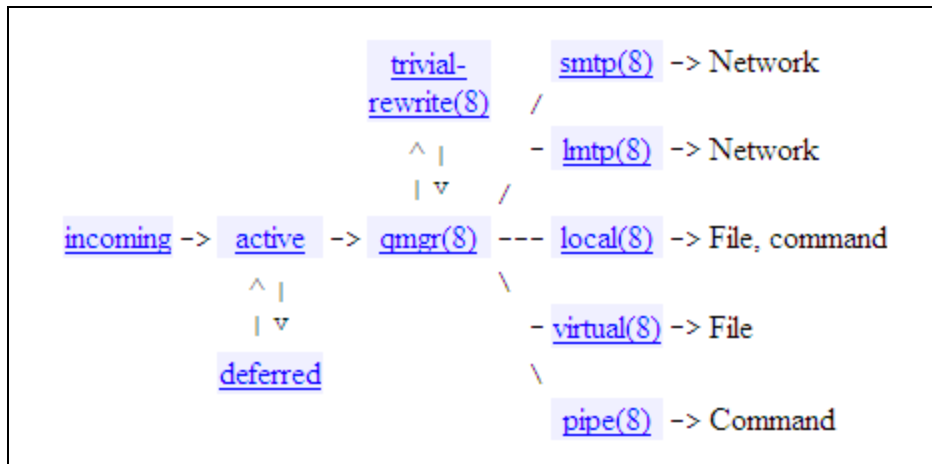 trivial- smtp(8) -> Network
rewrite(8) /
^ | - lmtp(8) -> Network
| v /
incoming -> active -> qmgr(8) --- local(8) -> File, command
^ | \
| v - virtual(8) -> File
deferred \
pipe(8) -> Command